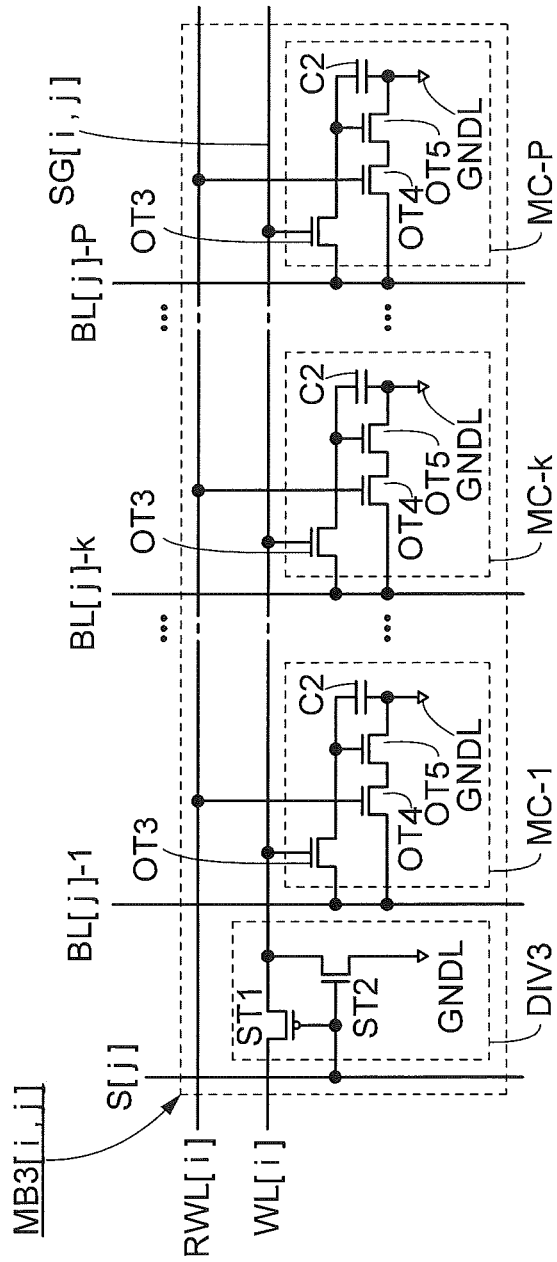 MB3[i,j]
S[j]
BL[j]-1
BL[j]-k
BL[j]-P
SG[i,j]
RWL[i]
WL[i]
ST1
ST2
GNDL
DIV3
OT3
C2
OT4
OT5
GNDL
MC-1
...
...
OT3
C2
OT4
OT5
GNDL
MC-k
...
...
OT3
C2
OT4
OT5
GNDL
MC-P